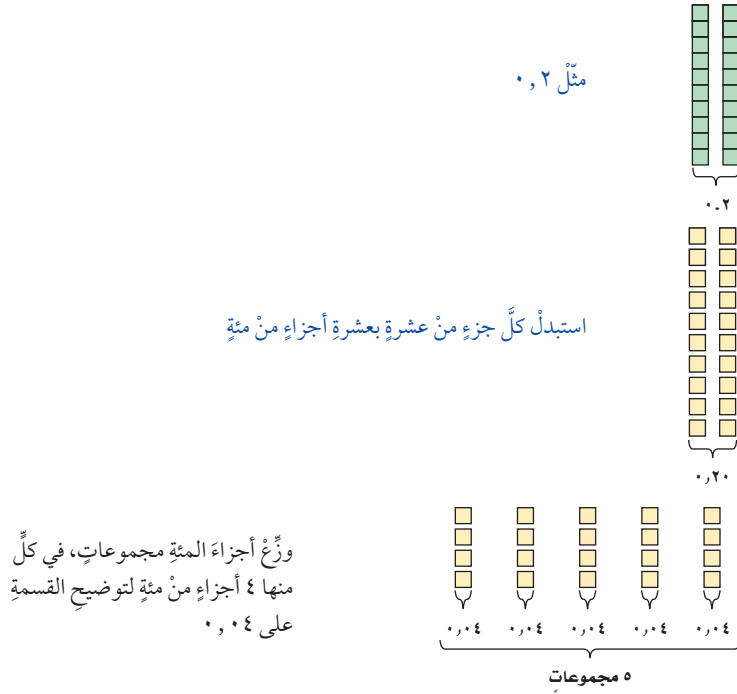 مثّلْ ٠,٢
٠.٢
استبدلْ كلَّ جزءٍ منْ عشرةٍ بعشرةِ أجزاءٍ منْ مئةٍ
٠,٢٠
وزِّعْ أجزاءَ المئةِ مجموعاتٍ، في كلٍّ
منها ٤ أجزاءٍ منْ مئةٍ لتوضيحِ القسمةِ
على ٠,٠٤
٠,٠٤ ٠,٠٤ ٠,٠٤ ٠,٠٤ ٠,٠٤
٥ مجموعاتٍ